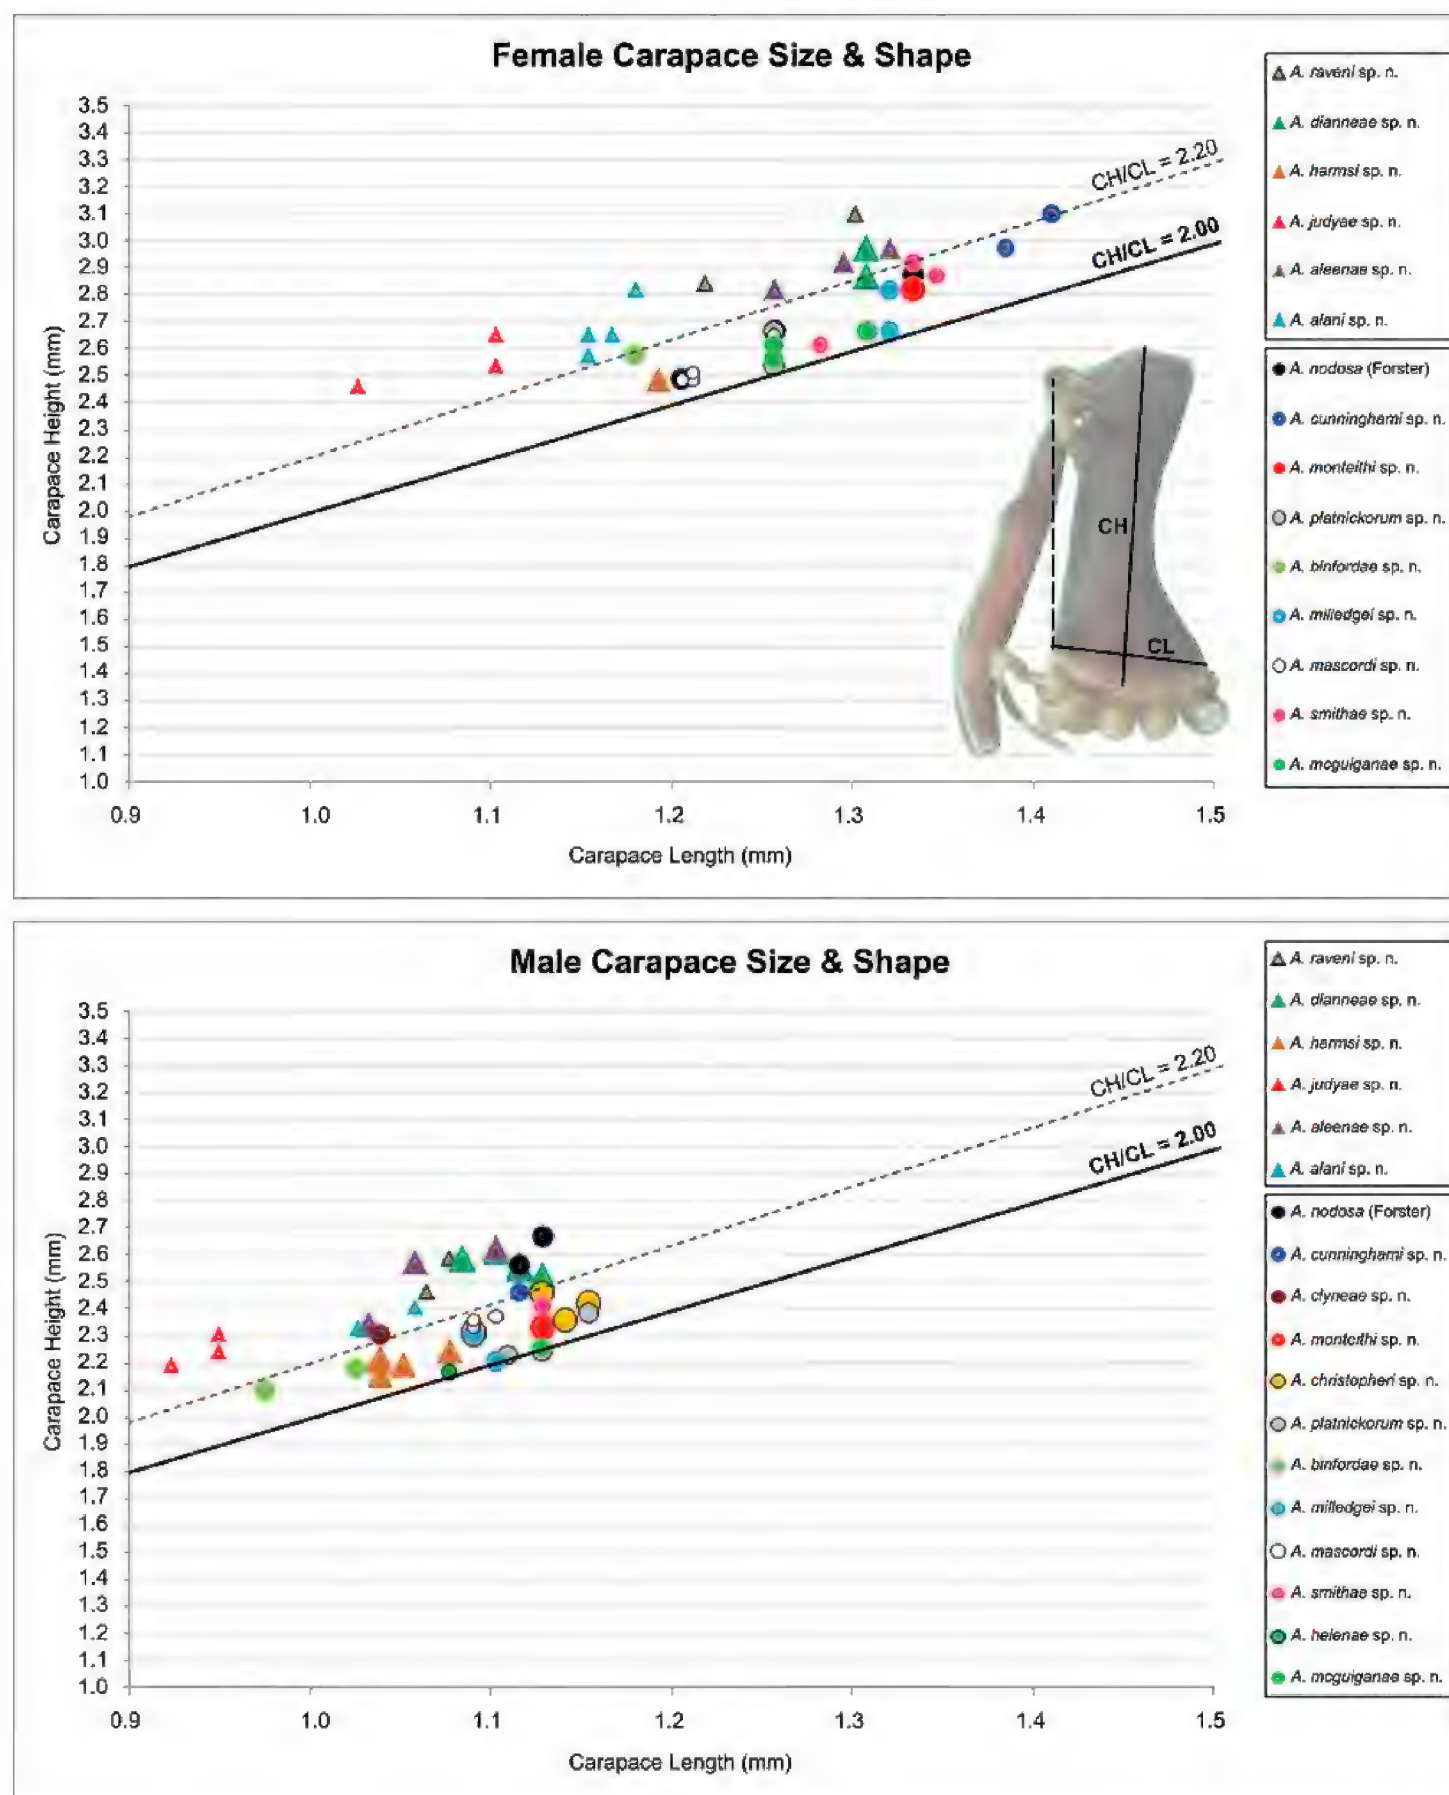 Female Carapace Size & Shape
3.5
3.4
3.3
3.2
3.1
3.0
2.9
2.8
2.7
2.6
2.5
2.4
2.3
2.2
2.1
2.0
1.9
1.8
1.7
1.6
1.5
1.4
1.3
1.2
1.1
1.0
Carapace Height (mm)
0.9 1.0 1.1 1.2 1.3 1.4 1.5
Carapace Length (mm)
CH/CL = 2.20
CH/CL = 2.00
CH
CL
A. raveni sp. n.
A. dianneae sp. n.
A. harmsi sp. n.
A. judyae sp. n.
A. aleenae sp. n.
A. alani sp. n.
A. nodosa (Forster)
A. cunninghami sp. n.
A. monteithi sp. n.
A. platnickorum sp. n.
A. binfordae sp. n.
A. milledgei sp. n.
A. mascordi sp. n.
A. smithae sp. n.
A. mcguiganae sp. n.
Male Carapace Size & Shape
3.5
3.4
3.3
3.2
3.1
3.0
2.9
2.8
2.7
2.6
2.5
2.4
2.3
2.2
2.1
2.0
1.9
1.8
1.7
1.6
1.5
1.4
1.3
1.2
1.1
1.0
Carapace Height (mm)
0.9 1.0 1.1 1.2 1.3 1.4 1.5
Carapace Length (mm)
CH/CL = 2.20
CH/CL = 2.00
A. raveni sp. n.
A. dianneae sp. n.
A. harmsi sp. n.
A. judyae sp. n.
A. aleenae sp. n.
A. alani sp. n.
A. nodosa (Forster)
A. cunninghami sp. n.
A. clyneae sp. n.
A. monteithi sp. n.
A. christopheri sp. n.
A. platnickorum sp. n.
A. binfordae sp. n.
A. milledgei sp. n.
A. mascordi sp. n.
A. smithae sp. n.
A. helenae sp. n.
A. mcguiganae sp. n.